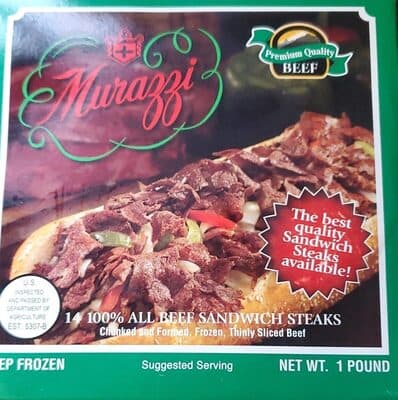 Murazzi
Premium Quality
BEEF
The best
quality
Sandwich
Steaks
available!
U.S.
INSPECTED
AND PASSED BY
DEPARTMENT OF
AGRICULTURE
EST. 5307-B
14 100% ALL BEEF SANDWICH STEAKS
Chunked and Formed, Frozen, Thinly Sliced Beef
EP FROZEN
Suggested Serving
NET WT. 1 POUND